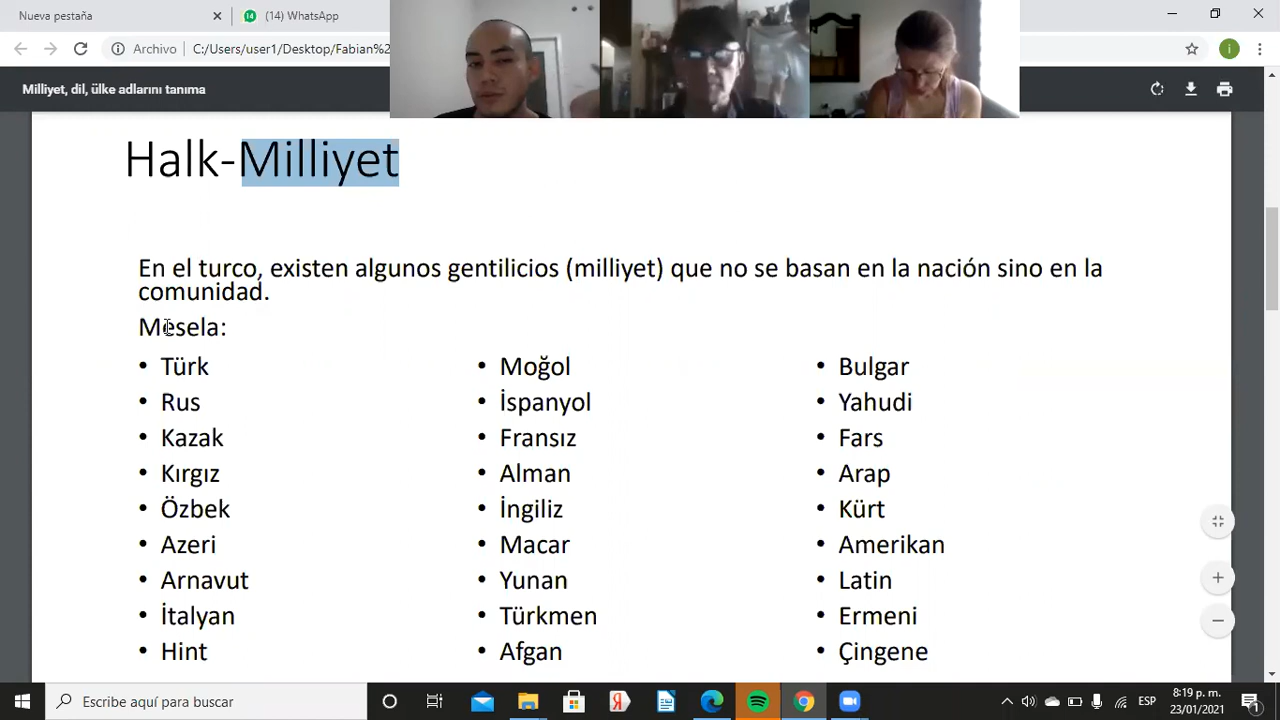 Nueva pestaña
(14) WhatsApp
Archivo
C:/Users/user1/Desktop/Fabian%2
Milliyet, dil, ülke adlarını tanıma
Halk-Milliyet
En el turco, existen algunos gentilicios (milliyet) que no se basan en la nación sino en la
comunidad.
Mesela:
• Türk
• Rus
• Kazak
• Kırgız
• Özbek
• Azeri
• Arnavut
• İtalyan
• Hint
• Moğol
• İspanyol
• Fransız
• Alman
• İngiliz
• Macar
• Yunan
• Türkmen
• Afgan
• Bulgar
• Yahudi
• Fars
• Arap
• Kürt
• Amerikan
• Latin
• Ermeni
• Çingene
Escribe aquí para buscar
ESP
8:19 p. m.
23/01/2021